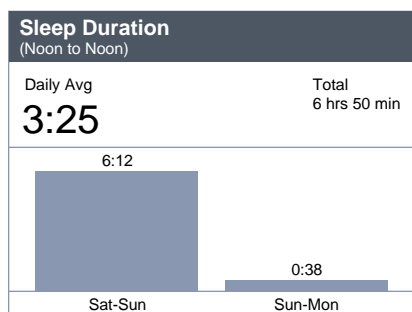 Sleep Duration
(Noon to Noon)
Daily Avg
3:25
Total
6 hrs 50 min
6:12
0:38
Sat-Sun
Sun-Mon